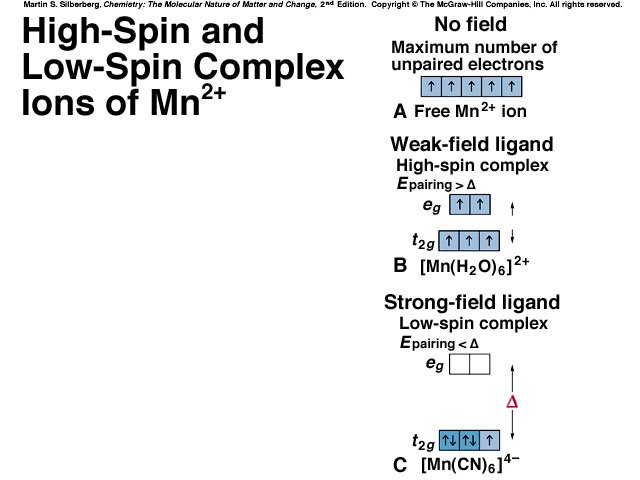 Martin S. Silberberg, Chemistry: The Molecular Nature of Matter and Change, 2nd Edition. Copyright © The McGraw-Hill Companies, Inc. All rights reserved.
High-Spin and
Low-Spin Complex
Ions of Mn2+
No field
Maximum number of
unpaired electrons
↑ ↑ ↑ ↑ ↑
A Free Mn2+ ion
Weak-field ligand
High-spin complex
Epairing > Δ
eg ↑ ↑
t2g ↑ ↑ ↑
B [Mn(H2O)6]2+
Strong-field ligand
Low-spin complex
Epairing < Δ
eg
Δ
t2g ↑↓ ↑↓ ↑
C [Mn(CN)6]4−